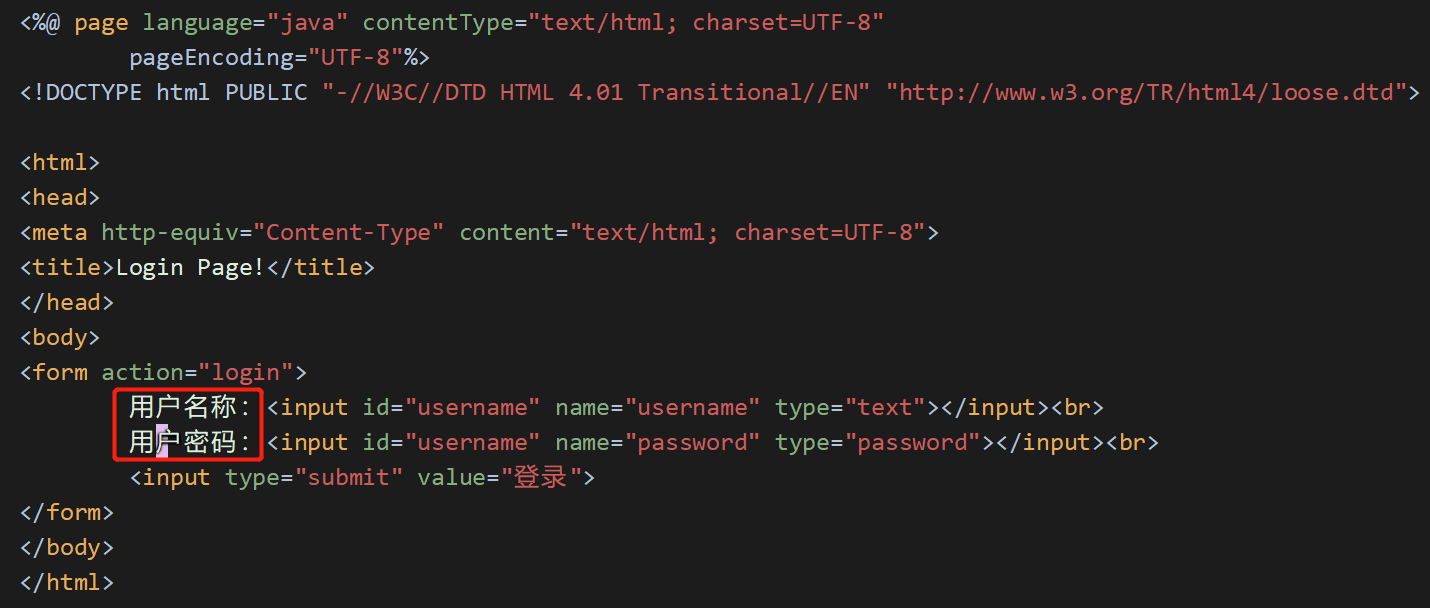 <%@ page language="java" contentType="text/html; charset=UTF-8"
pageEncoding="UTF-8"%>
<!DOCTYPE html PUBLIC "-//W3C//DTD HTML 4.01 Transitional//EN" "http://www.w3.org/TR/html4/loose.dtd">
<html>
<head>
<meta http-equiv="Content-Type" content="text/html; charset=UTF-8">
<title>Login Page!</title>
</head>
<body>
<form action="login">
用户名称：<input id="username" name="username" type="text"></input><br>
用户密码：<input id="username" name="password" type="password"></input><br>
<input type="submit" value="登录">
</form>
</body>
</html>